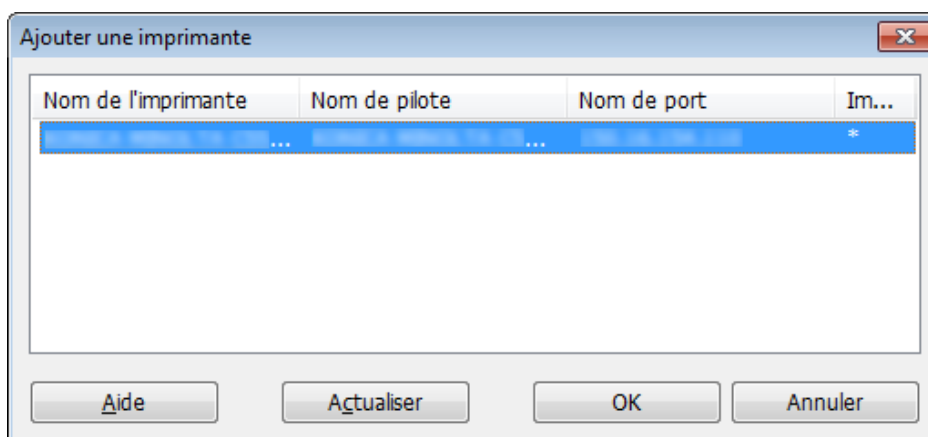 Ajouter une imprimante
Nom de l'imprimante Nom de pilote Nom de port Im...
... ... *
Aide Actualiser OK Annuler